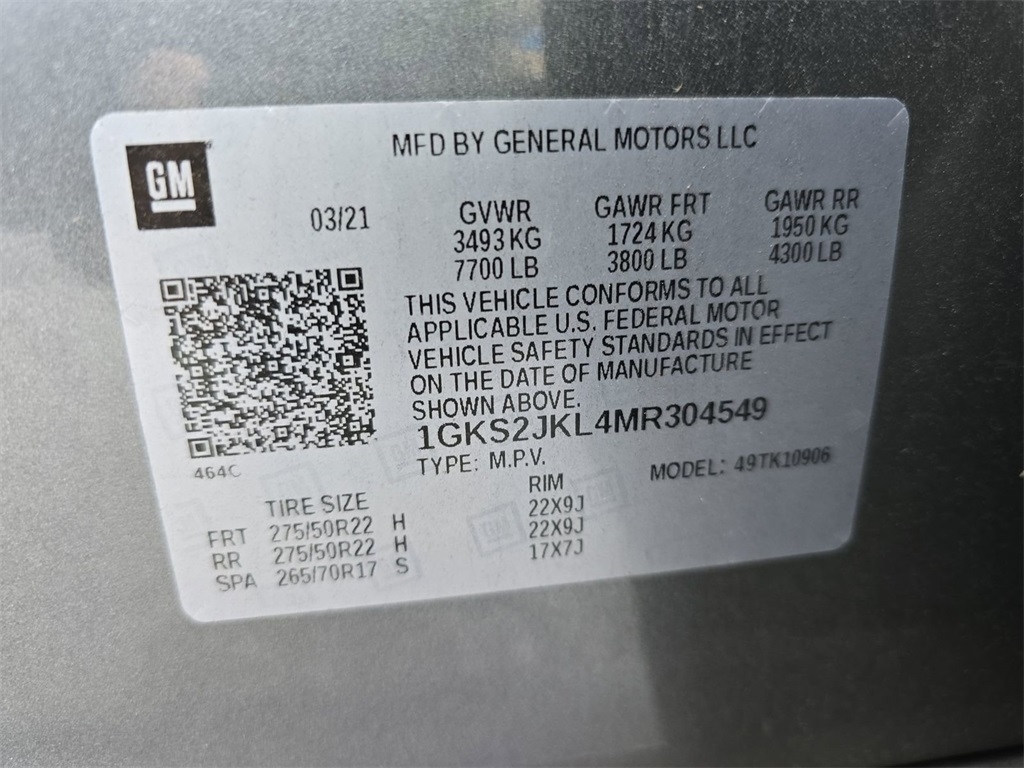 MFD BY GENERAL MOTORS LLC
GM
03/21
GVWR GAWR FRT GAWR RR
3493 KG 1724 KG 1950 KG
7700 LB 3800 LB 4300 LB
THIS VEHICLE CONFORMS TO ALL
APPLICABLE U.S. FEDERAL MOTOR
VEHICLE SAFETY STANDARDS IN EFFECT
ON THE DATE OF MANUFACTURE
SHOWN ABOVE.
1GKS2JKL4MR304549
464C
TYPE: M.P.V. MODEL: 49TK10906
TIRE SIZE RIM
FRT 275/50R22 H 22X9J
RR 275/50R22 H 22X9J
SPA 265/70R17 S 17X7J
GM